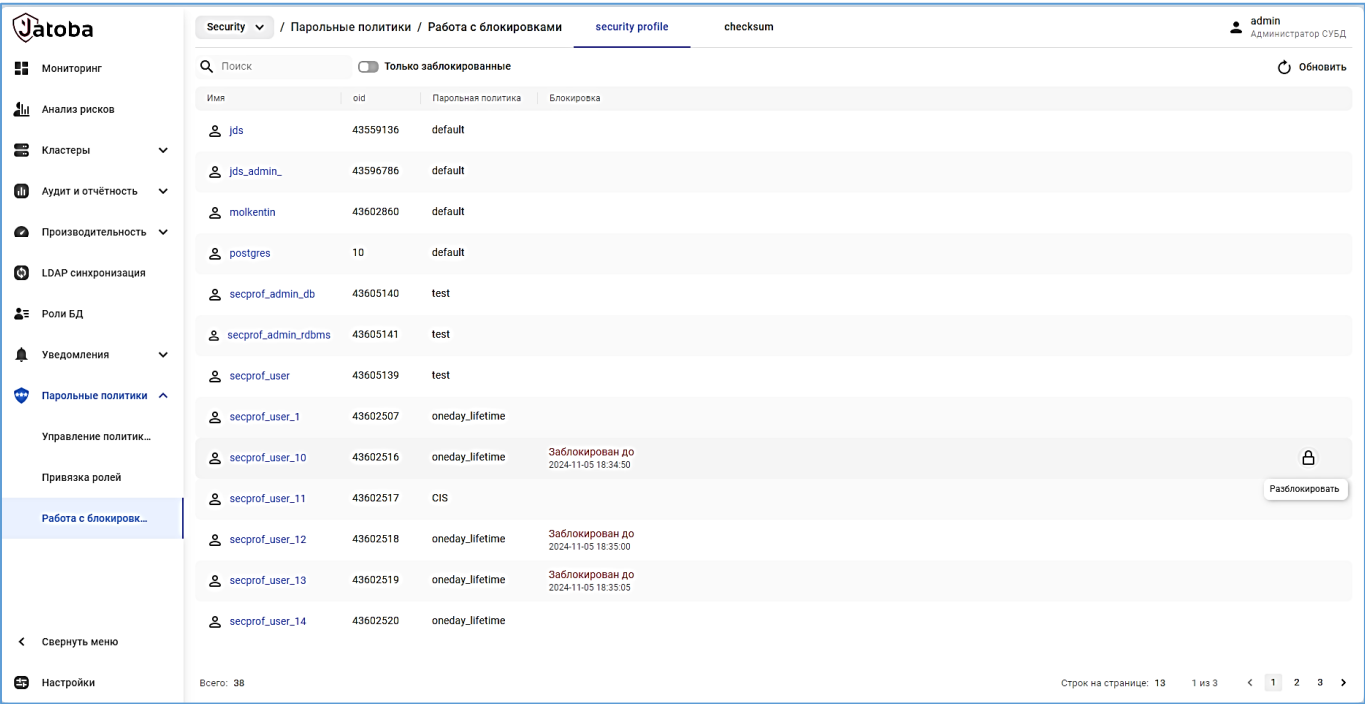 Jatoba
Мониторинг
Анализ рисков
Кластеры
Аудит и отчётность
Производительность
LDAP синхронизация
Роли БД
Уведомления
Парольные политики
Управление политик...
Привязка ролей
Работа с блокировк...
Свернуть меню
Настройки
Security / Парольные политики / Работа с блокировками security profile checksum
admin
Администратор СУБД
Поиск Только заблокированные Обновить
Имя oid Парольная политика Блокировка
jds 43559136 default
jds_admin_ 43596786 default
molkentin 43602860 default
postgres 10 default
secprof_admin_db 43605140 test
secprof_admin_rdbms 43605141 test
secprof_user 43605139 test
secprof_user_1 43602507 oneday_lifetime
secprof_user_10 43602516 oneday_lifetime Заблокирован до
2024-11-05 18:34:50
Разблокировать
secprof_user_11 43602517 CIS
secprof_user_12 43602518 oneday_lifetime Заблокирован до
2024-11-05 18:35:00
secprof_user_13 43602519 oneday_lifetime Заблокирован до
2024-11-05 18:35:05
secprof_user_14 43602520 oneday_lifetime
Всего: 38 Строк на странице: 13 1 из 3 1 2 3